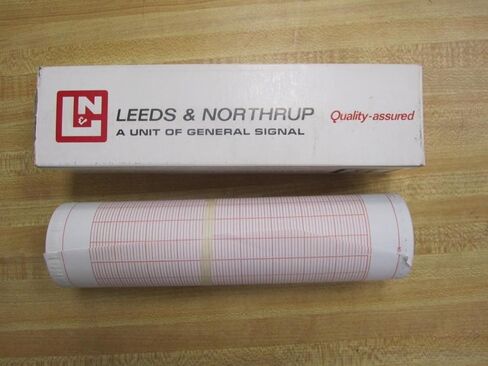 L&N
LEEDS & NORTHRUP
Quality-assured
A UNIT OF GENERAL SIGNAL